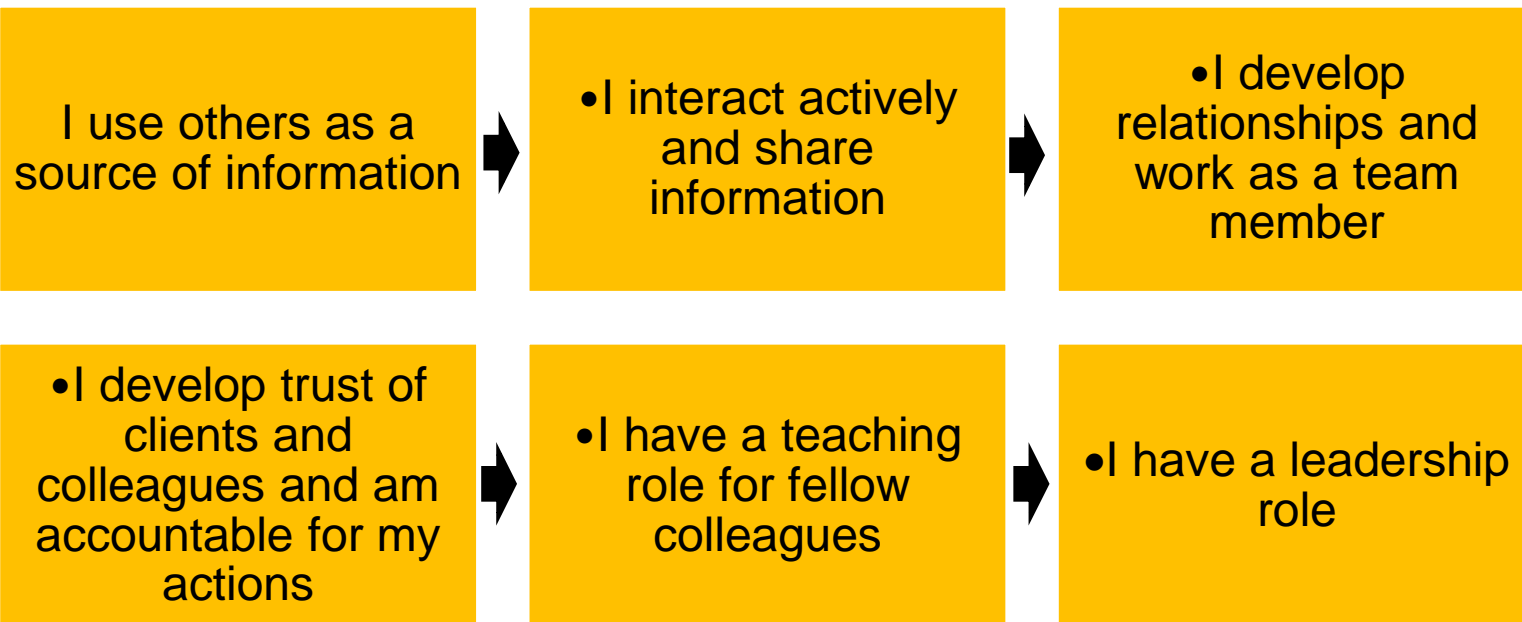 I use others as a
source of information
•I interact actively
and share
information
•I develop
relationships and
work as a team
member
•I develop trust of
clients and
colleagues and am
accountable for my
actions
•I have a teaching
role for fellow
colleagues
•I have a leadership
role